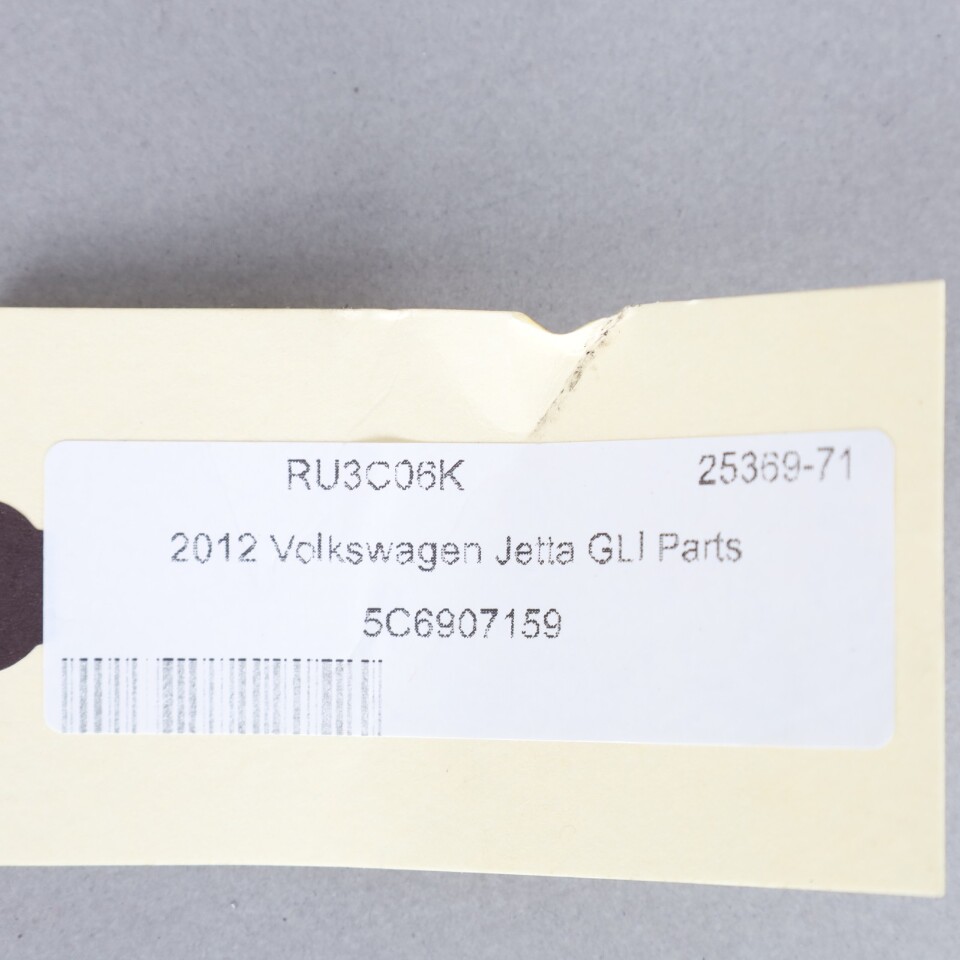 RU3C06K 25369-71
2012 Volkswagen Jetta GLI Parts
5C6907159